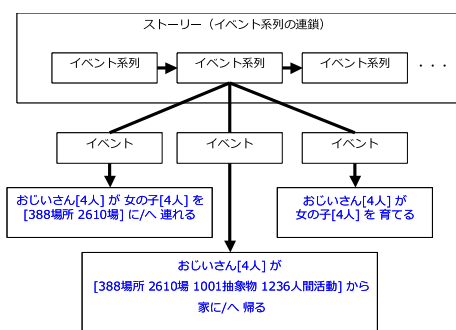 ストーリー（イベント系列の連鎖）
イベント系列
イベント系列
イベント系列
・・・
イベント
イベント
イベント
おじいさん[4人] が 女の子[4人] を
[388場所 2610場] に/へ 連れる
おじいさん[4人] が
女の子[4人] を 育てる
おじいさん[4人] が
[388場所 2610場 1001抽象物 1236人間活動] から
家に/へ 帰る